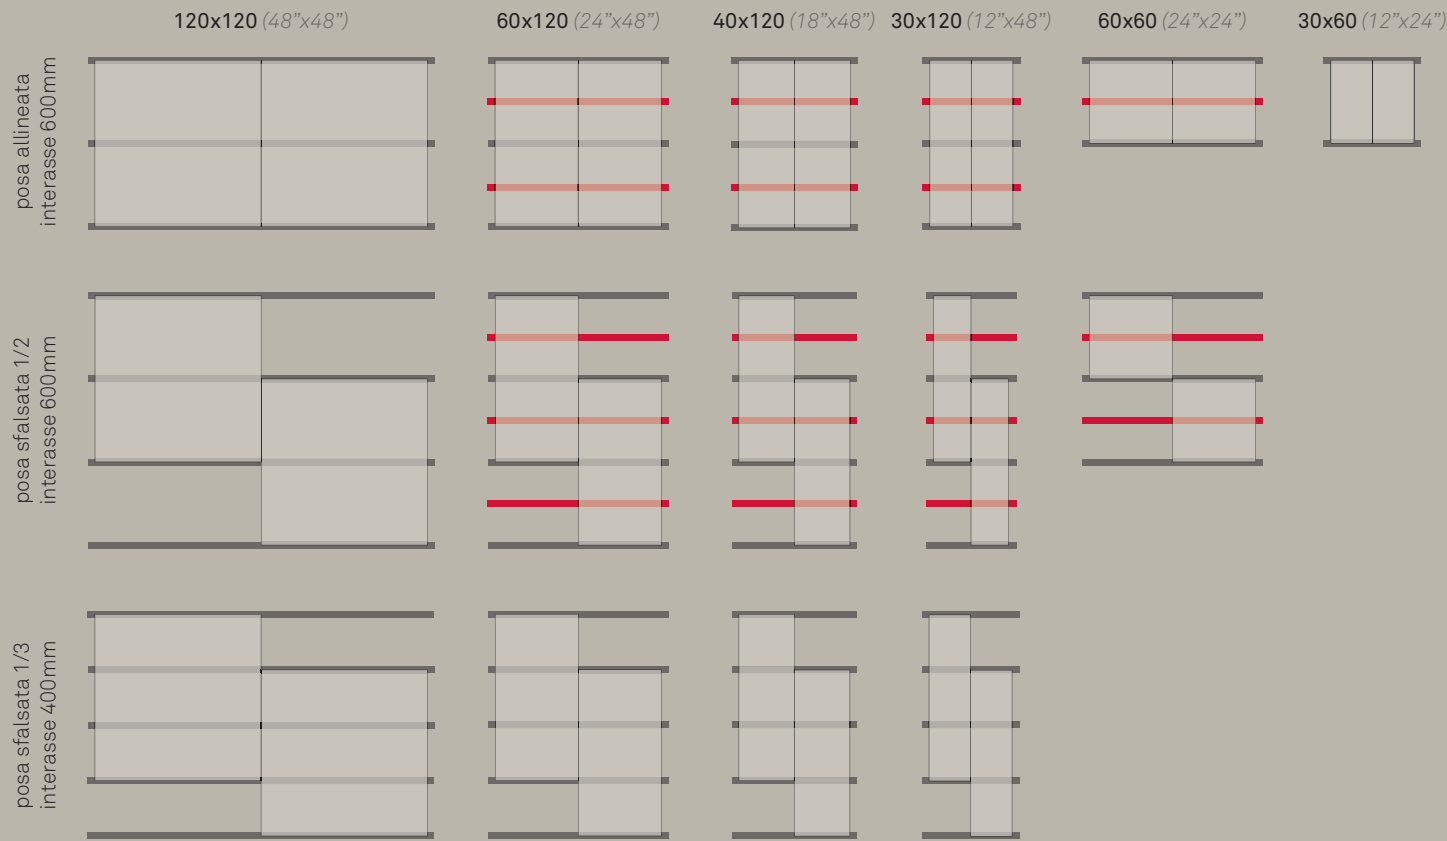 120x120 (48”x48”)
60x120 (24”x48”)
40x120 (18”x48”)
30x120 (12”x48”)
60x60 (24”x24”)
30x60 (12”x24”)
posa allineata
interasse 600mm
posa sfalsata 1/2
interasse 600mm
posa sfalsata 1/3
interasse 400mm